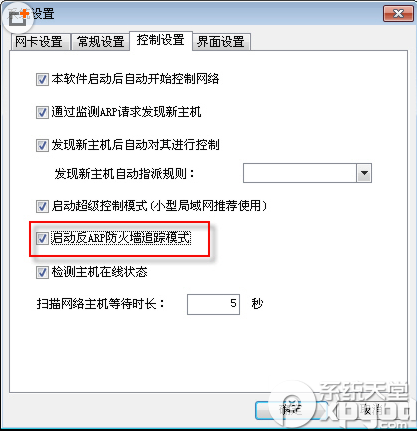 设置
网卡设置 常规设置 控制设置 界面设置
本软件启动后自动开始控制网络
通过监测ARP请求发现新主机
发现新主机后自动对其进行控制
发现新主机自动指派规则：
启动超级控制模式(小型局域网推荐使用)
启动反ARP防火墙追踪模式
检测主机在线状态
扫描网络主机等待时长： 5 秒
系统天堂